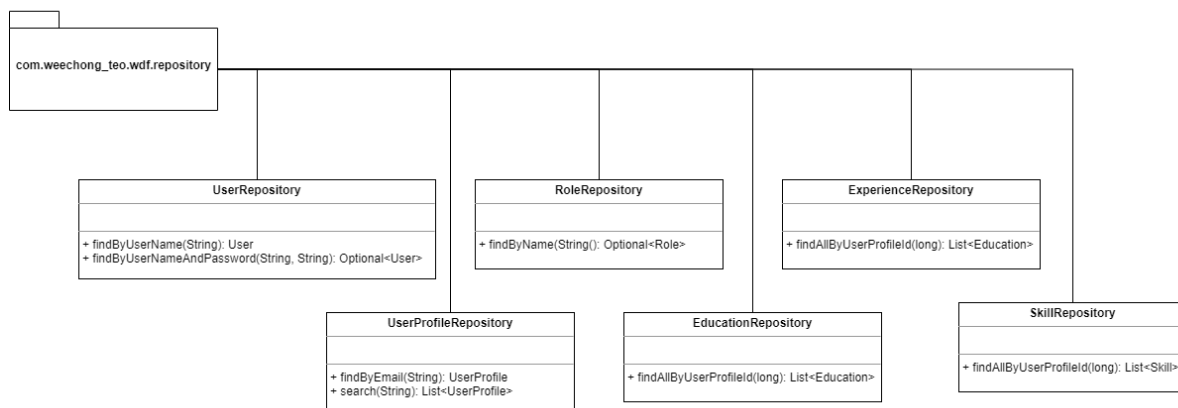 com.weechong_teo.wdf.repository
UserRepository
+ findByUserName(String): User
+ findByUserNameAndPassword(String, String): Optional<User>
RoleRepository
+ findByName(String(): Optional<Role>
ExperienceRepository
+ findAllByUserProfileId(long): List<Education>
UserProfileRepository
+ findByEmail(String): UserProfile
+ search(String): List<UserProfile>
EducationRepository
+ findAllByUserProfileId(long): List<Education>
SkillRepository
+ findAllByUserProfileId(long): List<Skill>